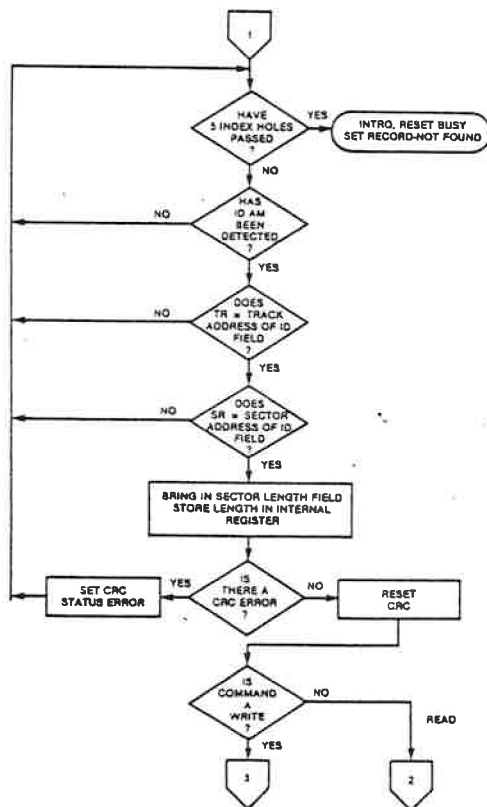 1
HAVE
5 INDEX HOLES
PASSED
?
YES
INTRQ, RESET BUSY
SET RECORD-NOT FOUND
NO
HAS
ID AM
BEEN
DETECTED
?
NO
YES
DOES
TR = TRACK
ADDRESS OF ID
FIELD
?
NO
YES
DOES
SR = SECTOR
ADDRESS OF ID
FIELD
?
NO
YES
BRING IN SECTOR LENGTH FIELD
STORE LENGTH IN INTERNAL
REGISTER
IS
THERE A
CRC ERROR
?
YES
SET CRC
STATUS ERROR
NO
RESET
CRC
IS
COMMAND
A
WRITE
?
NO
READ
YES
3
2